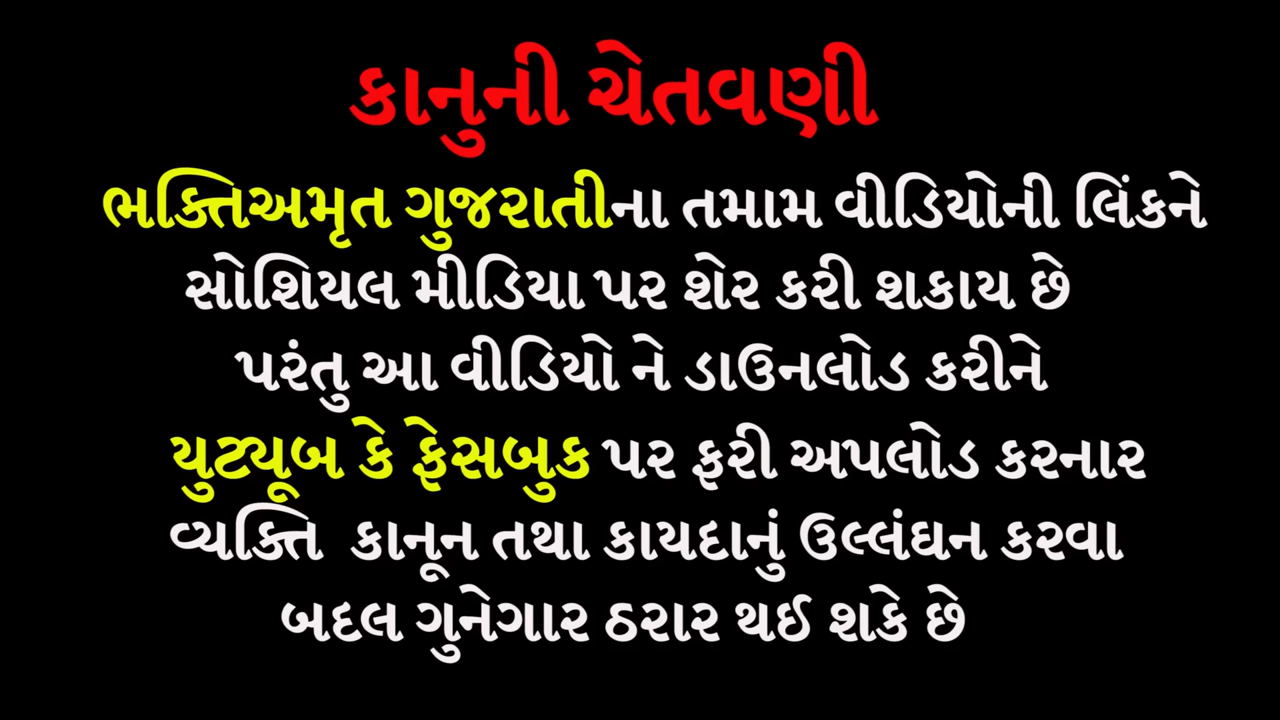 કાનુની ચેતવણી
ભક્તિઅમૃત ગુજરાતીના તમામ વીડિયોની લિંકને
સોશિયલ મીડિયા પર શેર કરી શકાય છે
પરંતુ આ વીડિયો ને ડાઉનલોડ કરીને
યુટ્યૂબ કે ફેસબુક પર ફરી અપલોડ કરનાર
વ્યક્તિ કાનૂન તથા કાયદાનું ઉલ્લંઘન કરવા
બદલ ગુનેગાર ઠરાર થઈ શકે છે